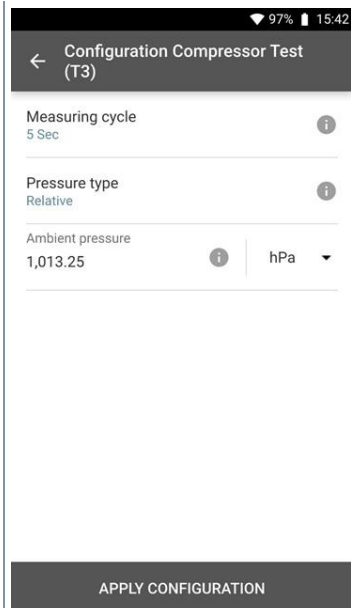 97% 15:42
Configuration Compressor Test
(T3)
Measuring cycle
5 Sec
Pressure type
Relative
Ambient pressure
1,013.25 hPa
APPLY CONFIGURATION